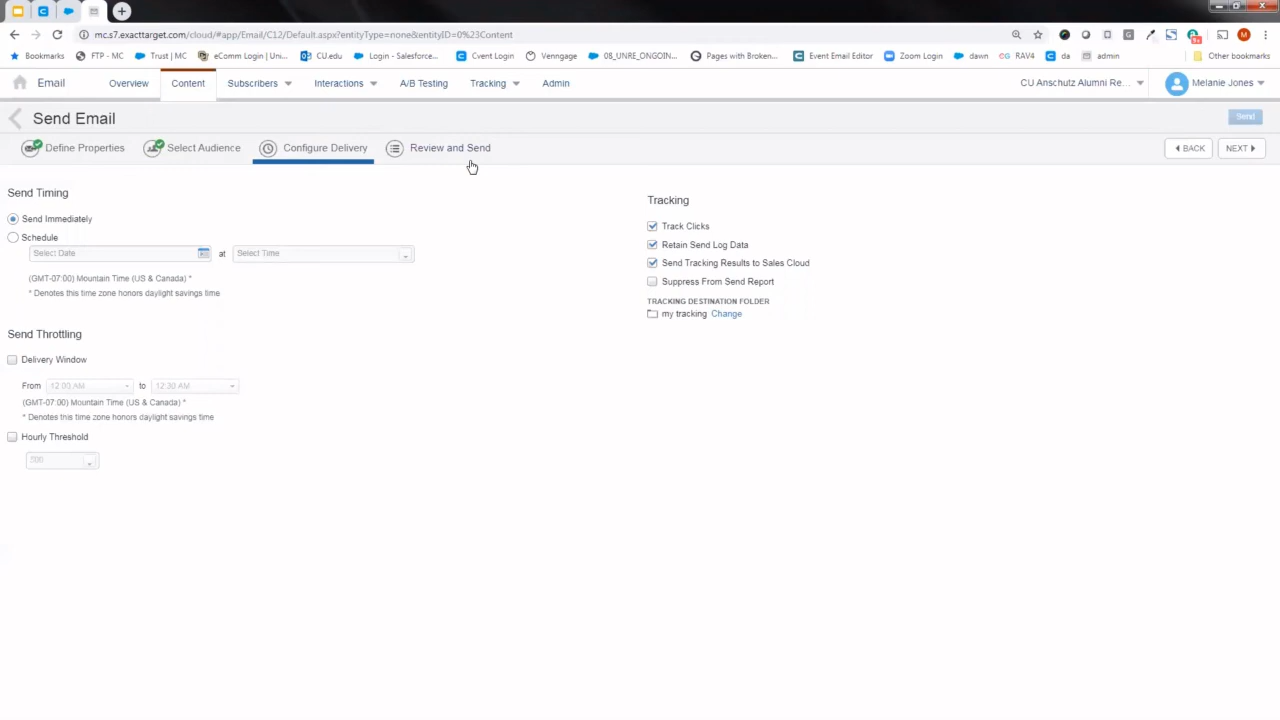 mc.s7.exacttarget.com/cloud/#app/Email/C12/Default.aspx?entityType=none&entityID=0%23Content
Bookmarks FTP - MC Trust | MC eComm Login | Uni... CU.edu Login - Salesforce... Cvent Login Venngage 08_UNRE_ONGOIN... Pages with Broken... Event Email Editor Zoom Login dawn RAV4 da admin Other bookmarks
Email Overview Content Subscribers Interactions A/B Testing Tracking Admin CU Anschutz Alumni Re... Melanie Jones
Send Email Send
Define Properties Select Audience Configure Delivery Review and Send BACK NEXT
Send Timing
Send Immediately
Schedule
Select Date at Select Time
(GMT-07:00) Mountain Time (US & Canada) *
* Denotes this time zone honors daylight savings time
Send Throttling
Delivery Window
From 12:00 AM to 12:30 AM
(GMT-07:00) Mountain Time (US & Canada) *
* Denotes this time zone honors daylight savings time
Hourly Threshold
Tracking
Track Clicks
Retain Send Log Data
Send Tracking Results to Sales Cloud
Suppress From Send Report
TRACKING DESTINATION FOLDER
my tracking Change